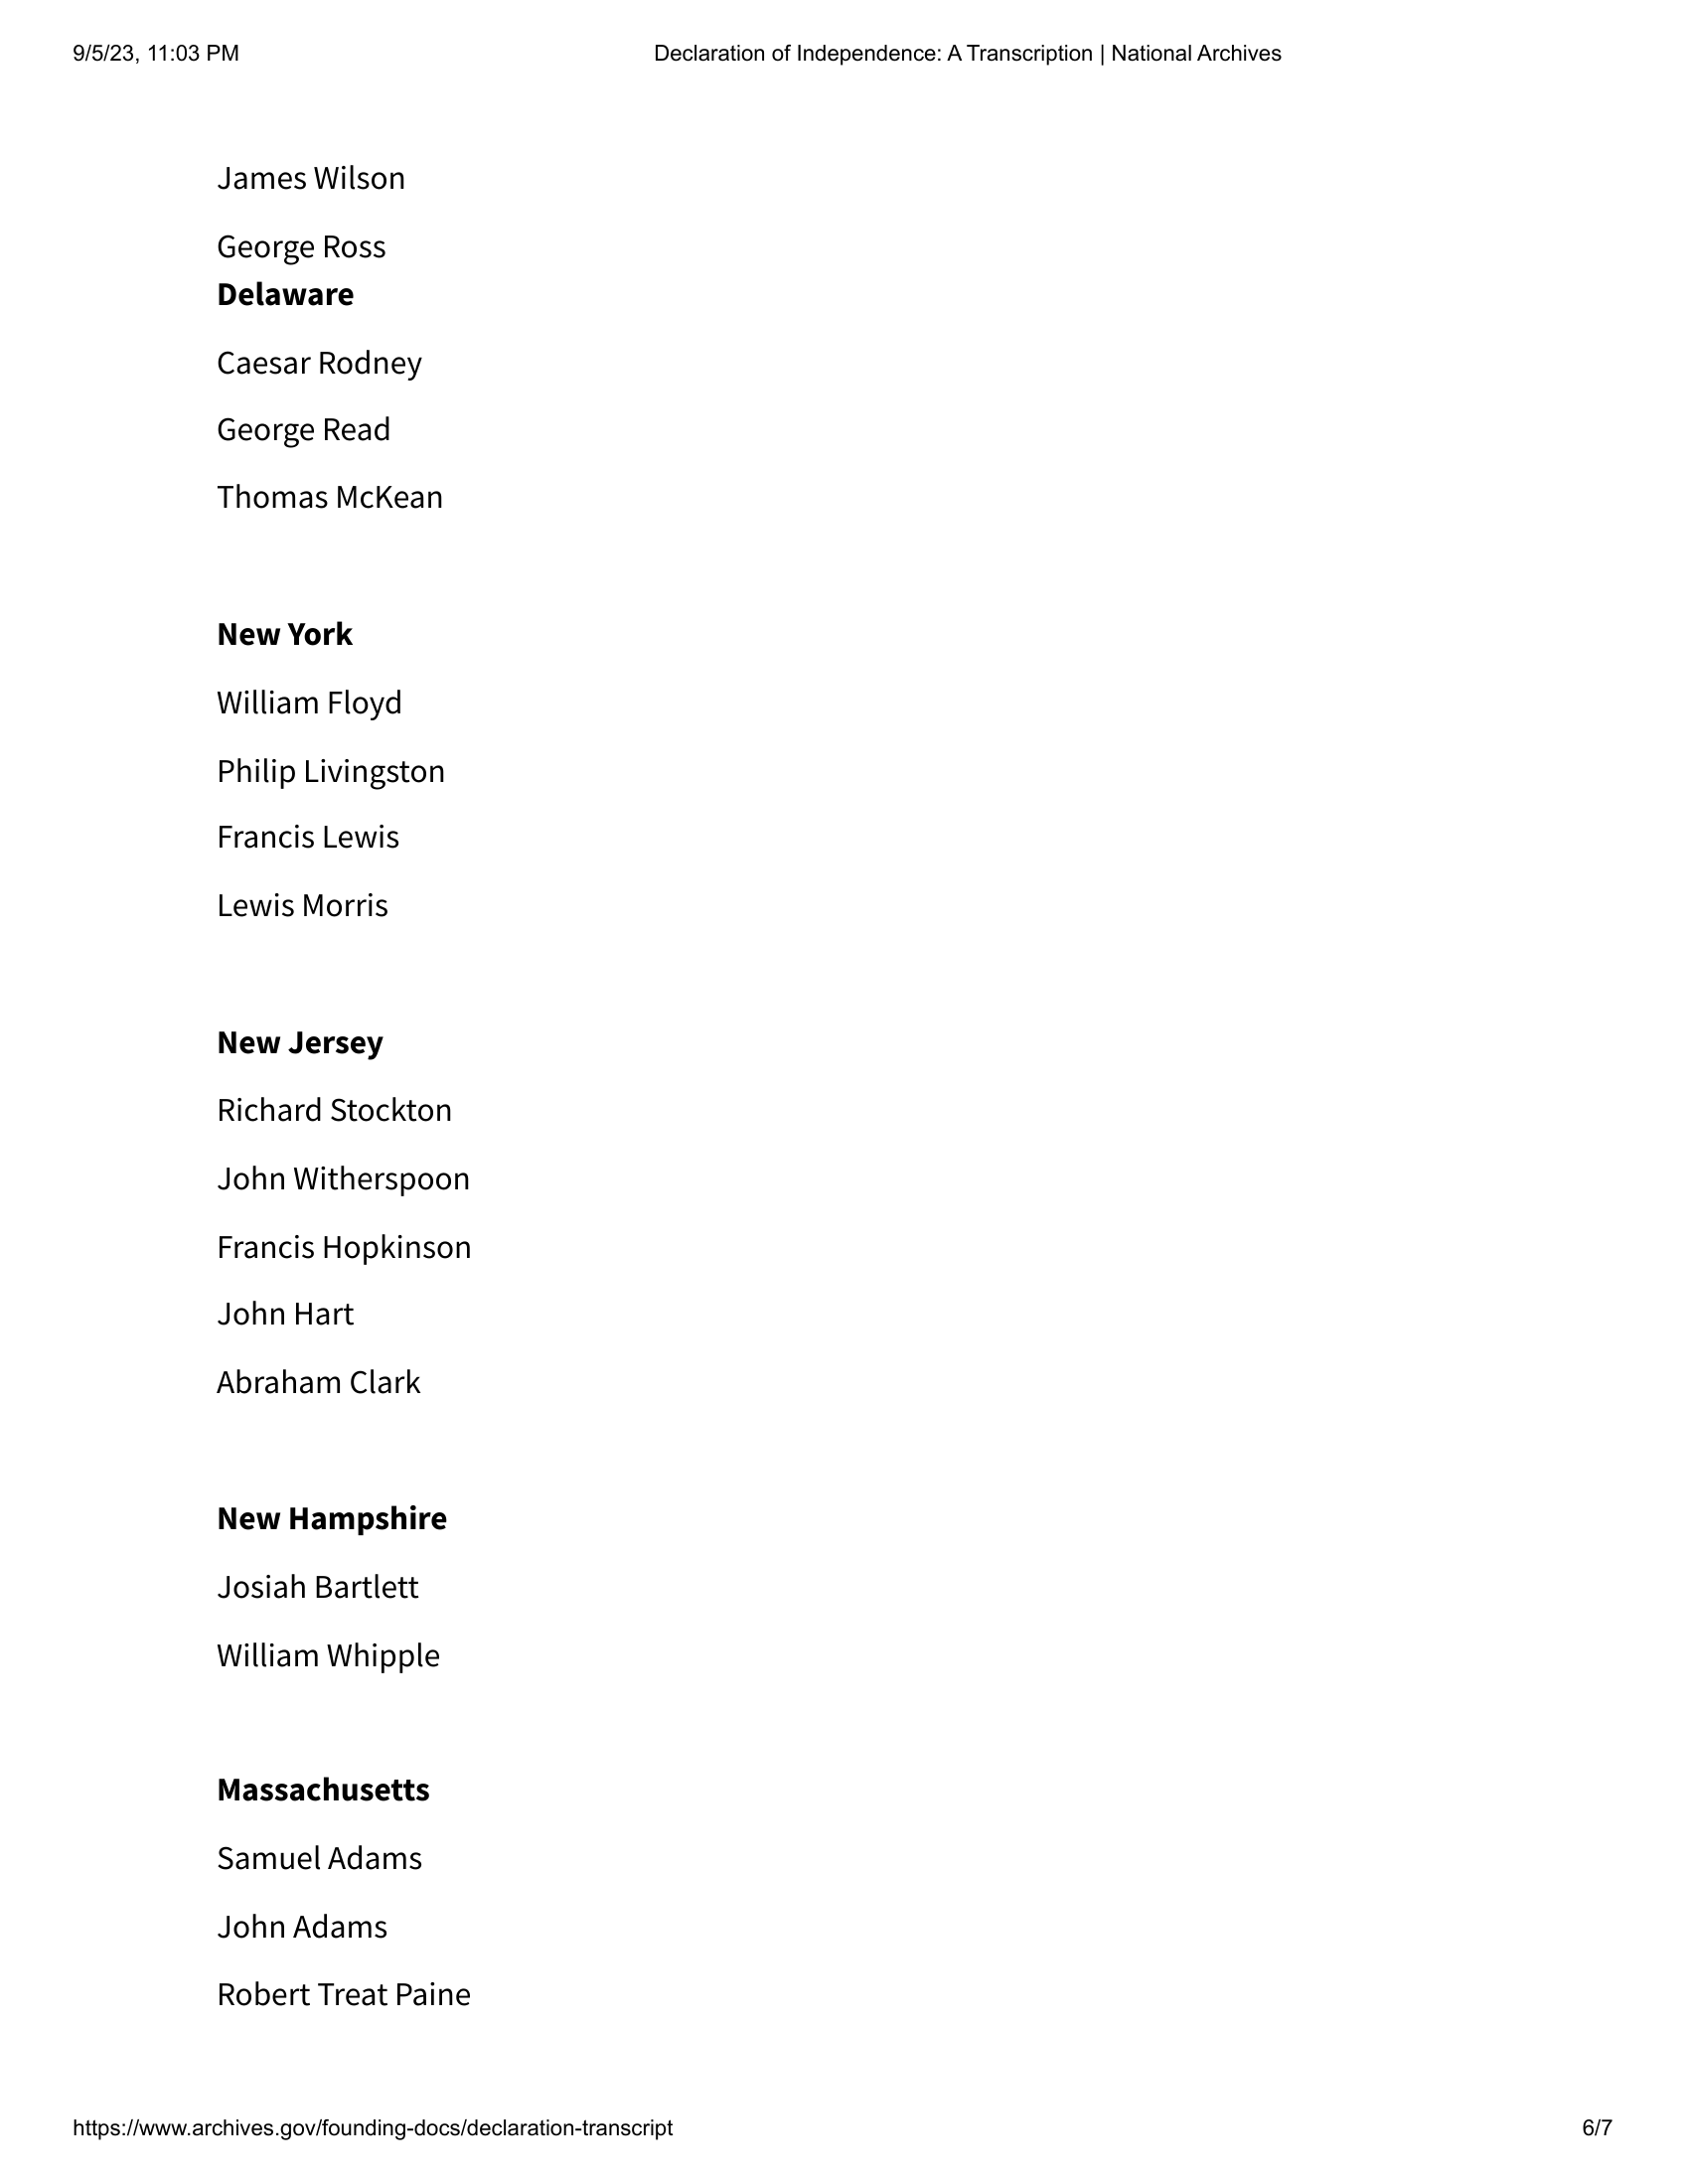 9/5/23, 11:03 PM Declaration of Independence: A Transcription | National Archives
James Wilson
George Ross
Delaware
Caesar Rodney
George Read
Thomas McKean
New York
William Floyd
Philip Livingston
Francis Lewis
Lewis Morris
New Jersey
Richard Stockton
John Witherspoon
Francis Hopkinson
John Hart
Abraham Clark
New Hampshire
Josiah Bartlett
William Whipple
Massachusetts
Samuel Adams
John Adams
Robert Treat Paine
https://www.archives.gov/founding-docs/declaration-transcript 6/7